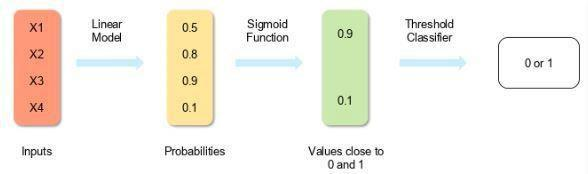 X1
X2
X3
X4
Inputs
Linear
Model
0.5
0.8
0.9
0.1
Probabilities
Sigmoid
Function
0.9
0.1
Values close to
0 and 1
Threshold
Classifier
0 or 1